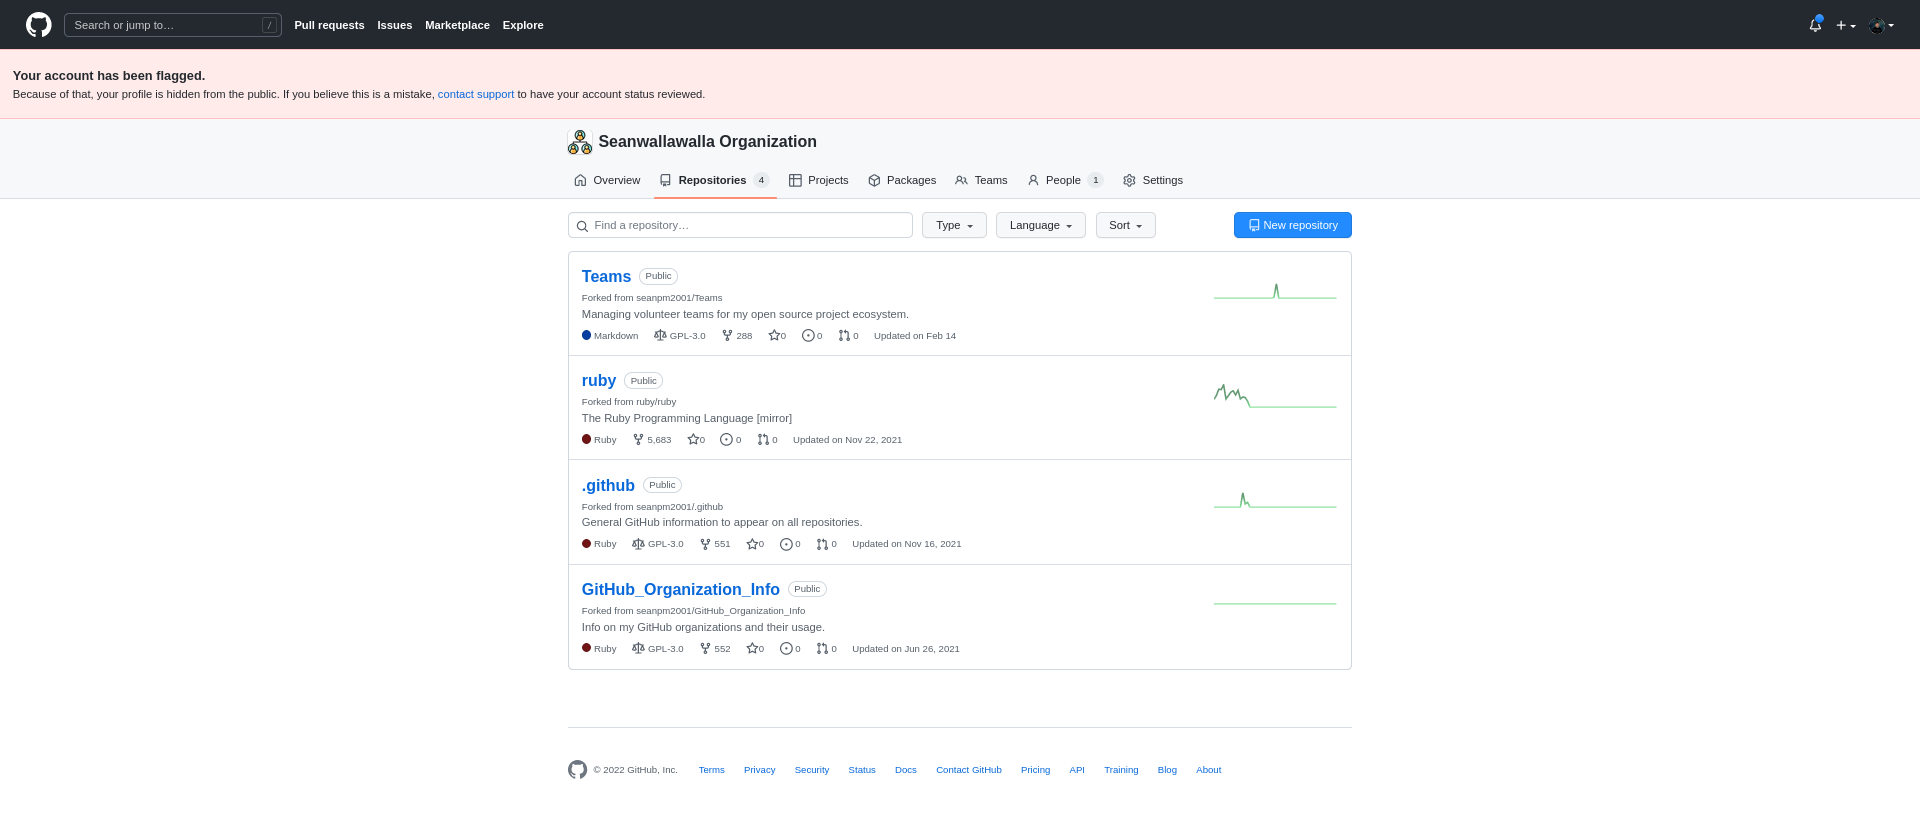 Search or jump to… /
Pull requests Issues Marketplace Explore
Your account has been flagged.
Because of that, your profile is hidden from the public. If you believe this is a mistake, contact support to have your account status reviewed.
Seanwallawalla Organization
Overview Repositories 4 Projects Packages Teams People 1 Settings
Find a repository… Type Language Sort New repository
Teams Public
Forked from seanpm2001/Teams
Managing volunteer teams for my open source project ecosystem.
Markdown GPL-3.0 288 0 0 0 Updated on Feb 14
ruby Public
Forked from ruby/ruby
The Ruby Programming Language [mirror]
Ruby 5,683 0 0 0 Updated on Nov 22, 2021
.github Public
Forked from seanpm2001/.github
General GitHub information to appear on all repositories.
Ruby GPL-3.0 551 0 0 0 Updated on Nov 16, 2021
GitHub_Organization_Info Public
Forked from seanpm2001/GitHub_Organization_Info
Info on my GitHub organizations and their usage.
Ruby GPL-3.0 552 0 0 0 Updated on Jun 26, 2021
© 2022 GitHub, Inc. Terms Privacy Security Status Docs Contact GitHub Pricing API Training Blog About